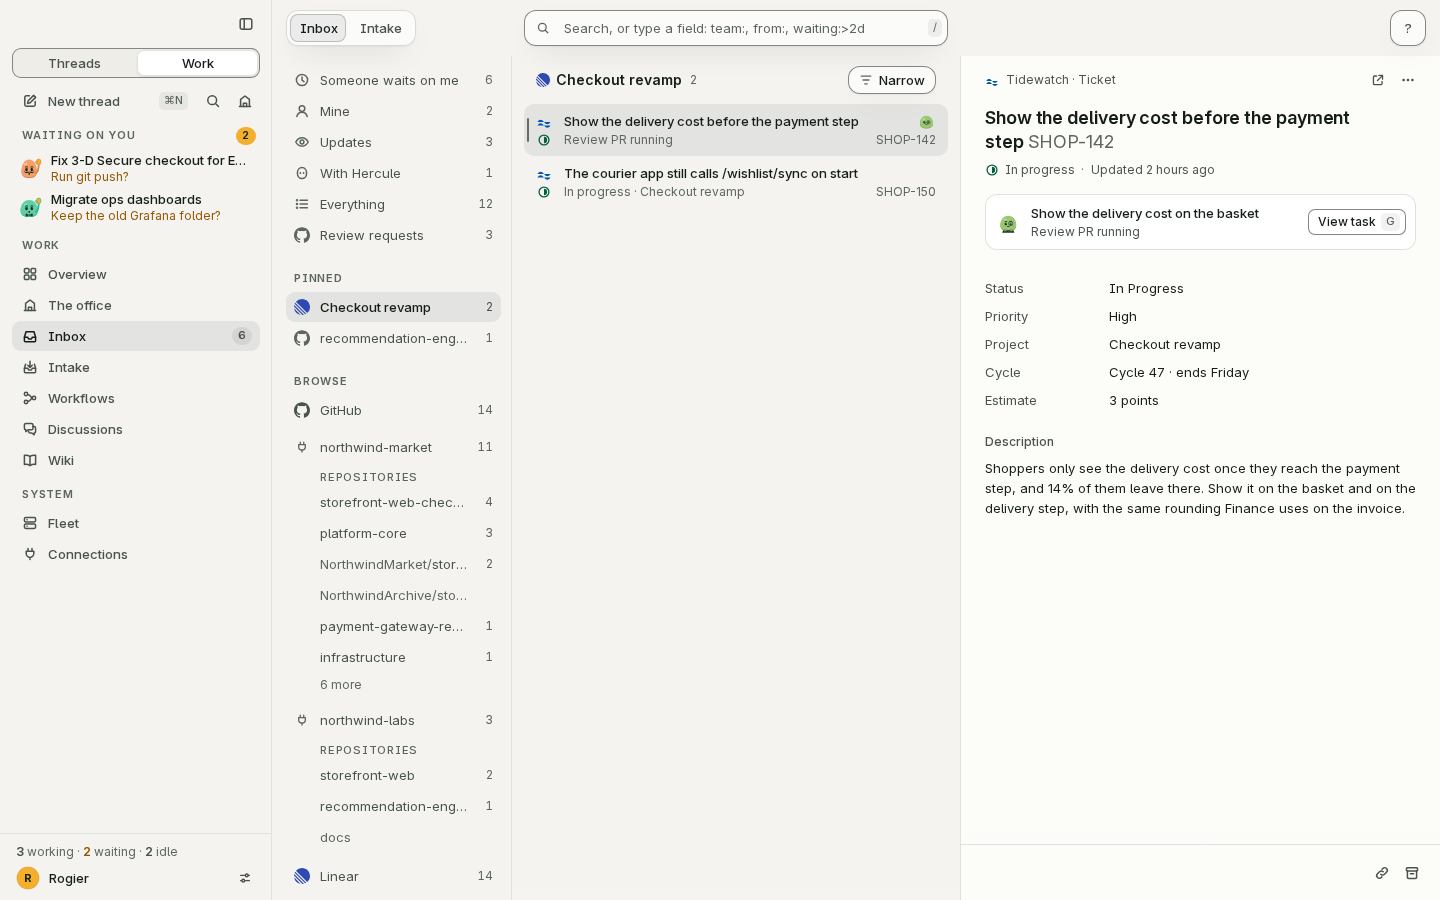 Threads
Work
New thread
⌘N
WAITING ON YOU
2
Fix 3-D Secure checkout for E…
Run git push?
Migrate ops dashboards
Keep the old Grafana folder?
WORK
Overview
The office
Inbox
6
Intake
Workflows
Discussions
Wiki
SYSTEM
Fleet
Connections
3 working · 2 waiting · 2 idle
R
Rogier
Inbox
Intake
Someone waits on me
6
Mine
2
Updates
3
With Hercule
1
Everything
12
Review requests
3
PINNED
Checkout revamp
2
recommendation-eng…
1
BROWSE
GitHub
14
northwind-market
11
REPOSITORIES
storefront-web-chec…
4
platform-core
3
NorthwindMarket/stor…
2
NorthwindArchive/sto…
payment-gateway-re…
1
infrastructure
1
6 more
northwind-labs
3
REPOSITORIES
storefront-web
2
recommendation-eng…
1
docs
Linear
14
Search, or type a field: team:, from:, waiting:>2d
/
Checkout revamp 2
Narrow
Show the delivery cost before the payment step
Review PR running
SHOP-142
The courier app still calls /wishlist/sync on start
In progress · Checkout revamp
SHOP-150
?
Tidewatch · Ticket
Show the delivery cost before the payment
step SHOP-142
In progress · Updated 2 hours ago
Show the delivery cost on the basket
Review PR running
View task G
Status
In Progress
Priority
High
Project
Checkout revamp
Cycle
Cycle 47 · ends Friday
Estimate
3 points
Description
Shoppers only see the delivery cost once they reach the payment
step, and 14% of them leave there. Show it on the basket and on the
delivery step, with the same rounding Finance uses on the invoice.